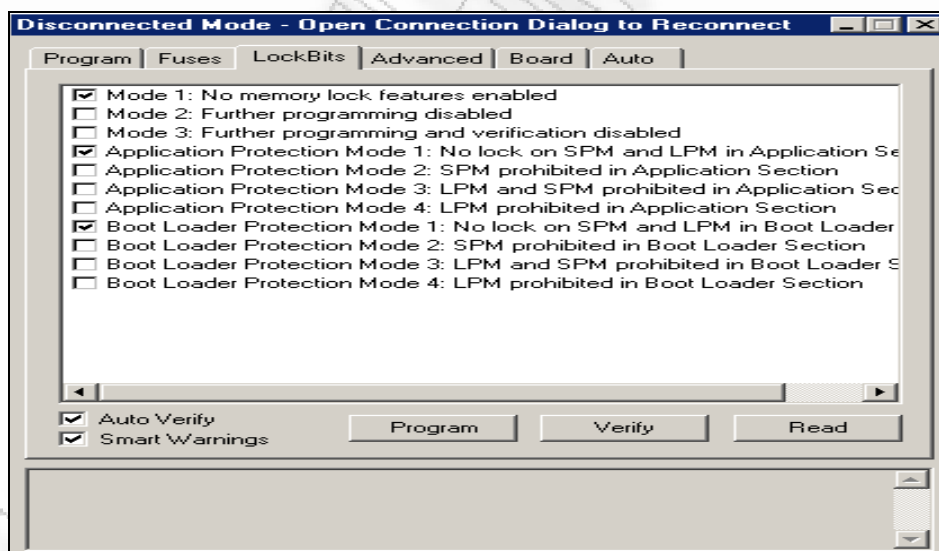 Disconnected Mode - Open Connection Dialog to Reconnect
Program Fuses LockBits Advanced Board Auto
Mode 1: No memory lock features enabled
Mode 2: Further programming disabled
Mode 3: Further programming and verification disabled
Application Protection Mode 1: No lock on SPM and LPM in Application Se
Application Protection Mode 2: SPM prohibited in Application Section
Application Protection Mode 3: LPM and SPM prohibited in Application Sec
Application Protection Mode 4: LPM prohibited in Application Section
Boot Loader Protection Mode 1: No lock on SPM and LPM in Boot Loader
Boot Loader Protection Mode 2: SPM prohibited in Boot Loader Section
Boot Loader Protection Mode 3: LPM and SPM prohibited in Boot Loader S
Boot Loader Protection Mode 4: LPM prohibited in Boot Loader Section
Auto Verify
Smart Warnings
Program Verify Read